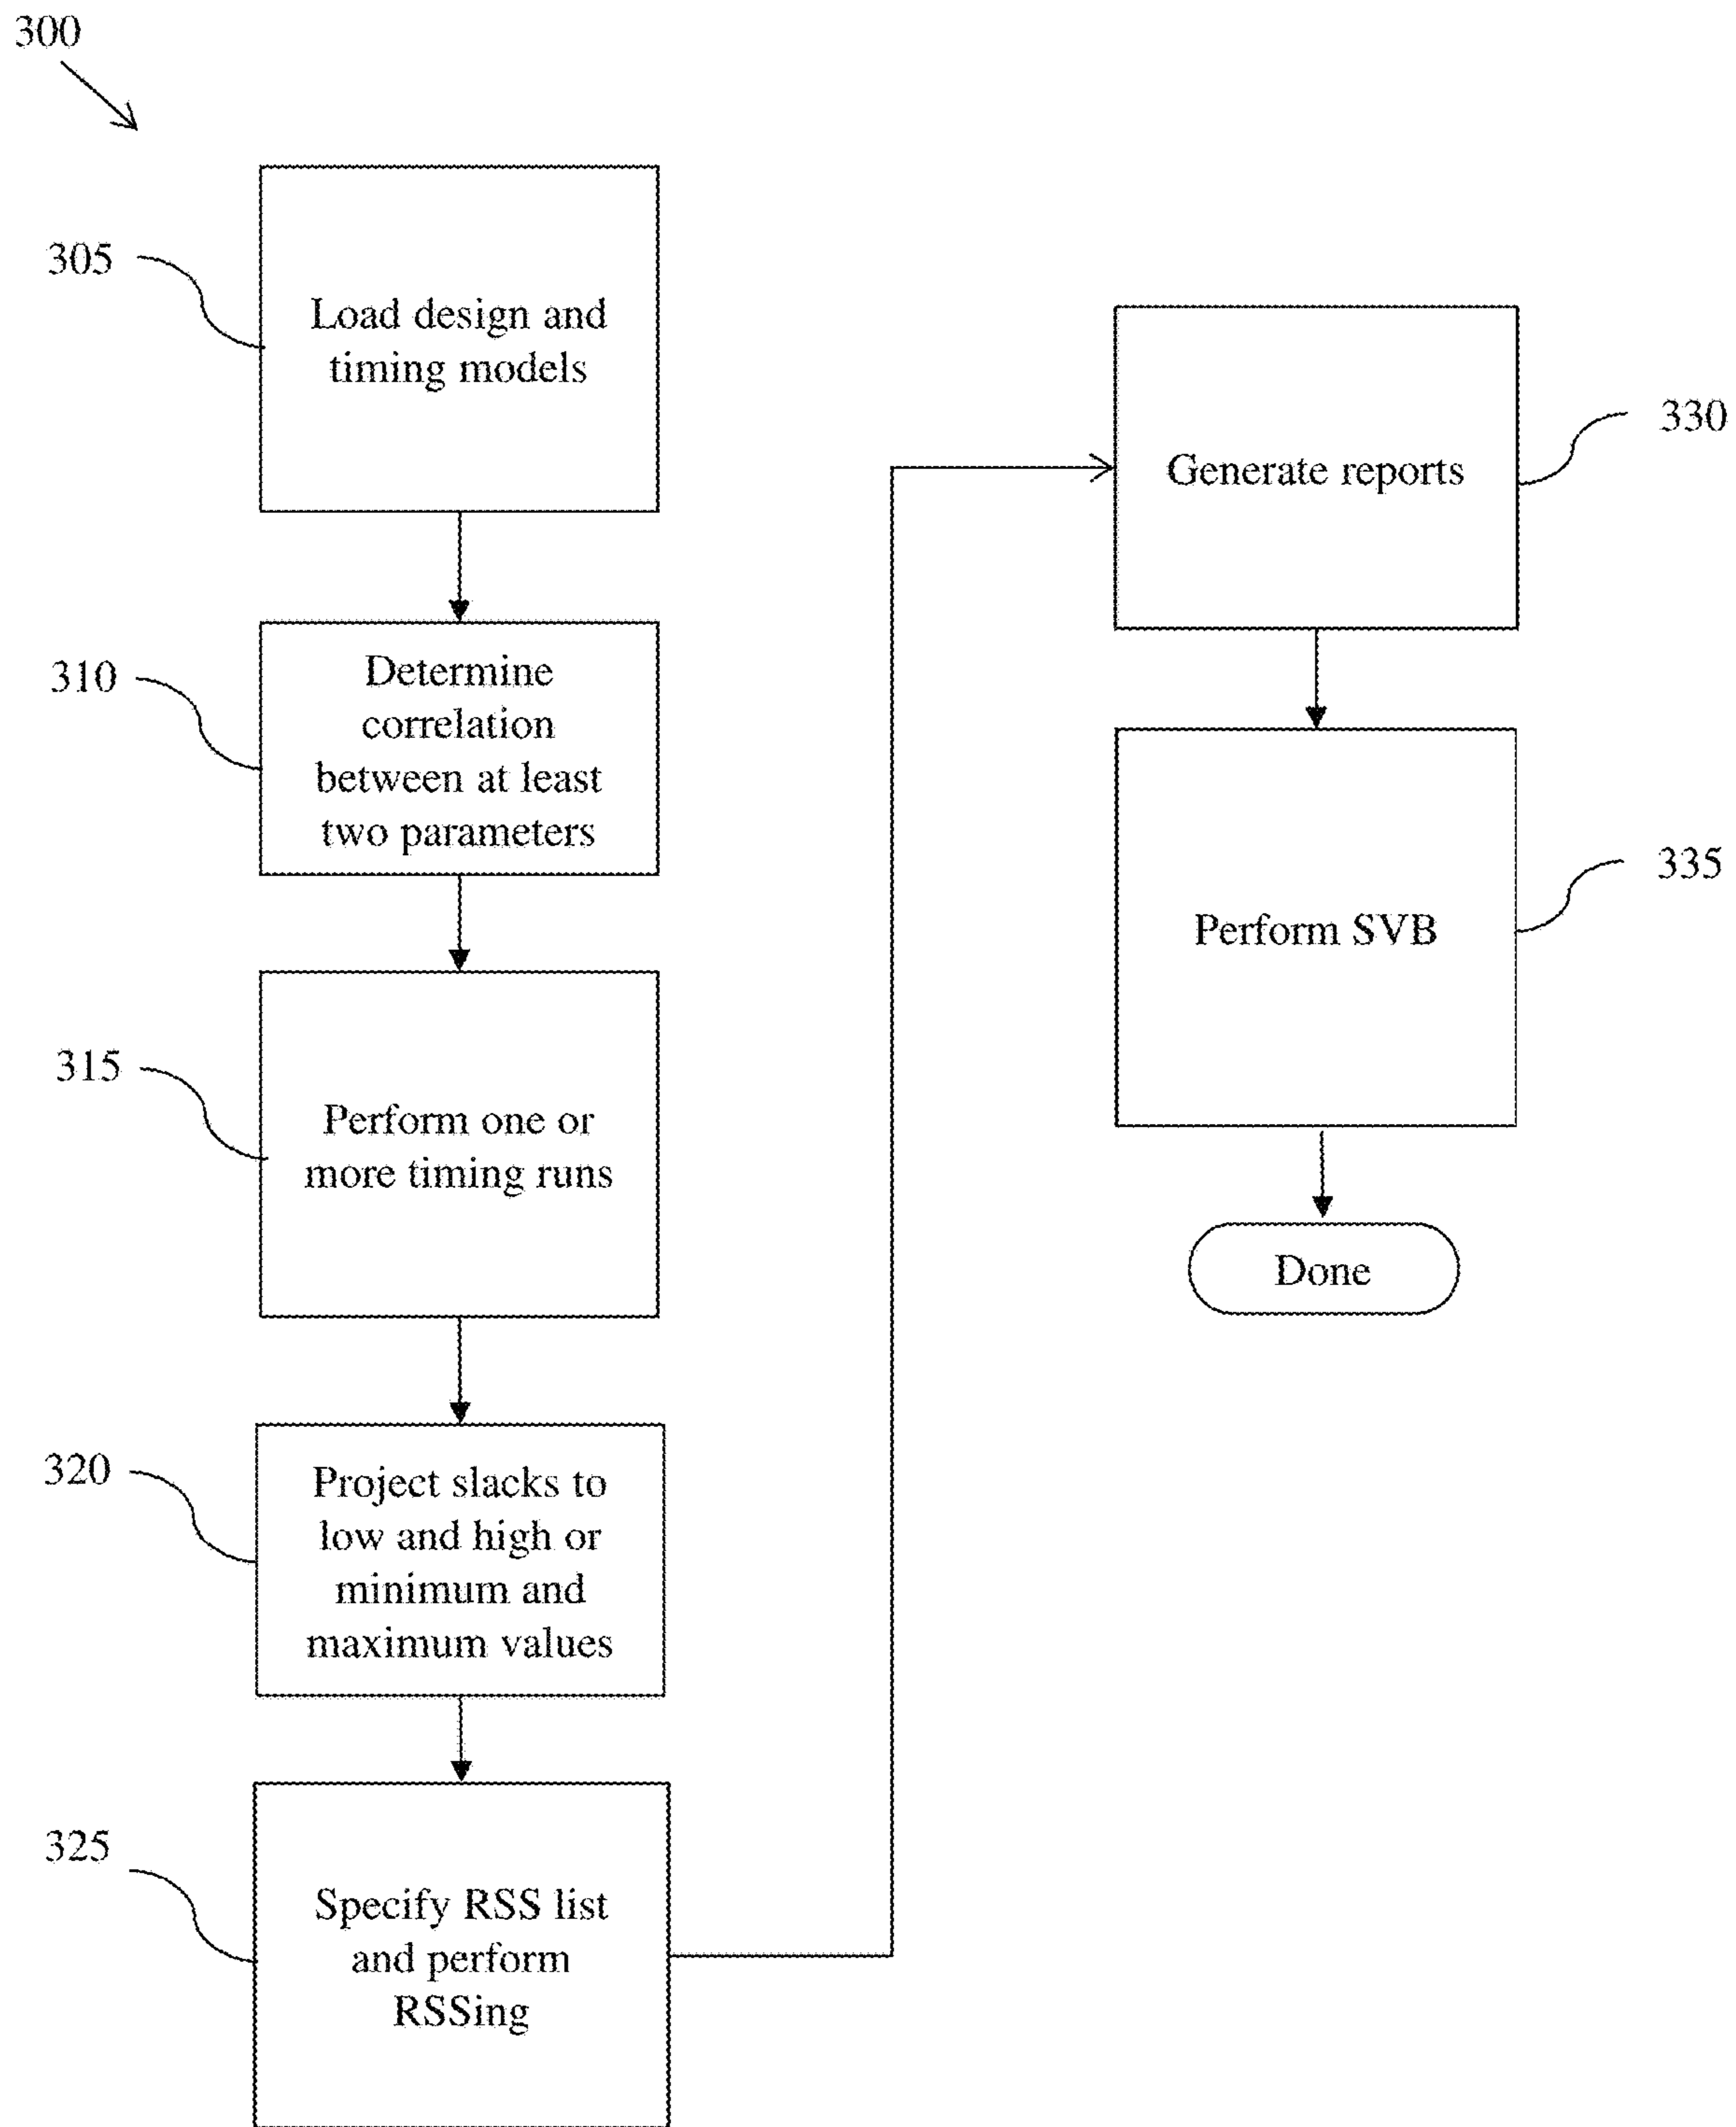 300
305
Load design and
timing models
310
Determine
correlation
between at least
two parameters
315
Perform one or
more timing runs
320
Project slacks to
low and high or
minimum and
maximum values
325
Specify RSS list
and perform
RSSing
330
Generate reports
335
Perform SVB
Done